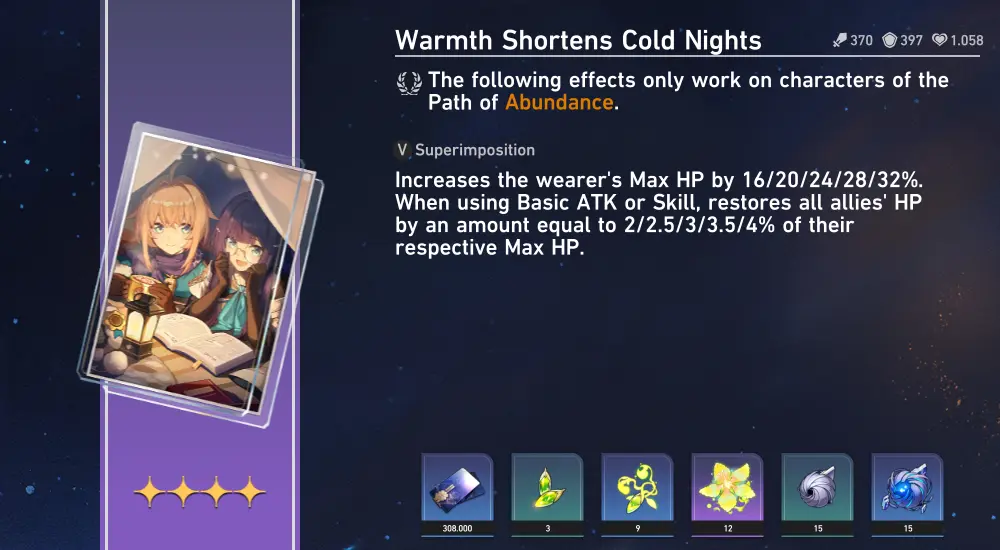 Warmth Shortens Cold Nights
370 397 1.058
The following effects only work on characters of the
Path of Abundance.
V Superimposition
Increases the wearer's Max HP by 16/20/24/28/32%.
When using Basic ATK or Skill, restores all allies' HP
by an amount equal to 2/2.5/3/3.5/4% of their
respective Max HP.
308.000 3 9 12 15 15